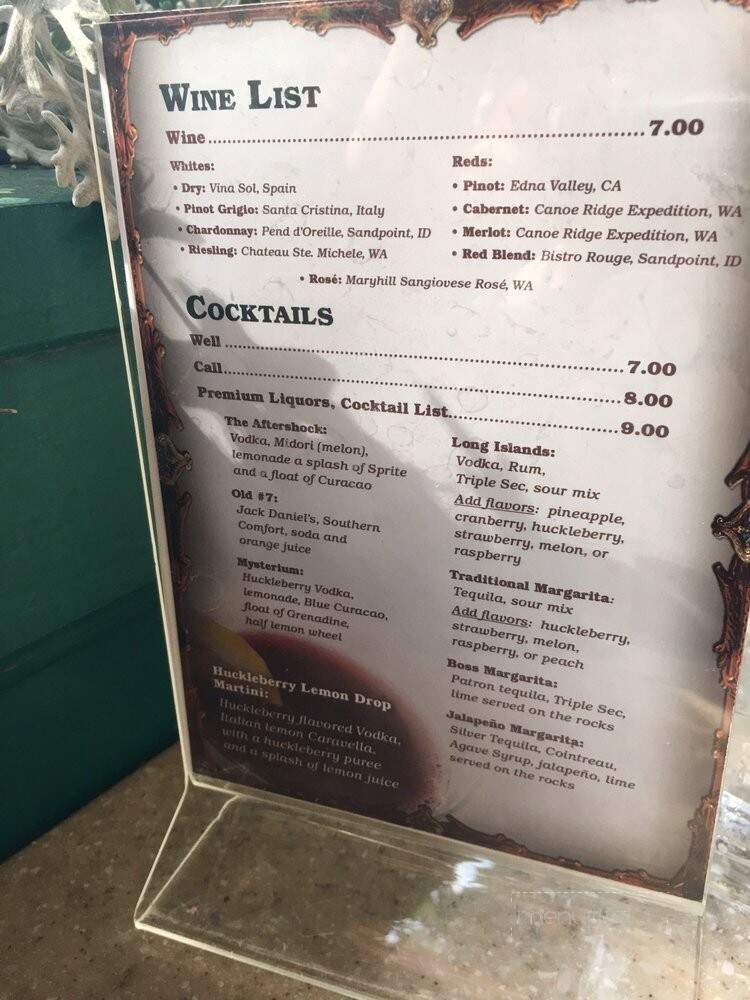 WINE LIST
Wine........................................................7.00
Whites:
• Dry: Vina Sol, Spain
• Pinot Grigio: Santa Cristina, Italy
• Chardonnay: Pend d'Oreille, Sandpoint, ID
• Riesling: Chateau Ste. Michele, WA
Reds:
• Pinot: Edna Valley, CA
• Cabernet: Canoe Ridge Expedition, WA
• Merlot: Canoe Ridge Expedition, WA
• Red Blend: Bistro Rouge, Sandpoint, ID
• Rosé: Maryhill Sangiovese Rosé, WA
COCKTAILS
Well........................................................7.00
Call........................................................8.00
Premium Liquors, Cocktail List........................9.00
The Aftershock:
Vodka, Midori (melon),
lemonade a splash of Sprite
and a float of Curacao
Old #7:
Jack Daniel's, Southern
Comfort, soda and
orange juice
Mysterium:
Huckleberry Vodka,
lemonade, Blue Curacao,
float of Grenadine,
half lemon wheel
Huckleberry Lemon Drop
Martini:
Huckleberry flavored Vodka,
Italian lemon Caravella,
with a huckleberry puree
and a splash of lemon juice
Long Islands:
Vodka, Rum,
Triple Sec, sour mix
Add flavors: pineapple,
cranberry, huckleberry,
strawberry, melon, or
raspberry
Traditional Margarita:
Tequila, sour mix
Add flavors: huckleberry,
strawberry, melon,
raspberry, or peach
Boss Margarita:
Patron tequila, Triple Sec,
lime served on the rocks
Jalapeño Margarita:
Silver Tequila, Cointreau,
Agave Syrup, jalapeño, lime
served on the rocks